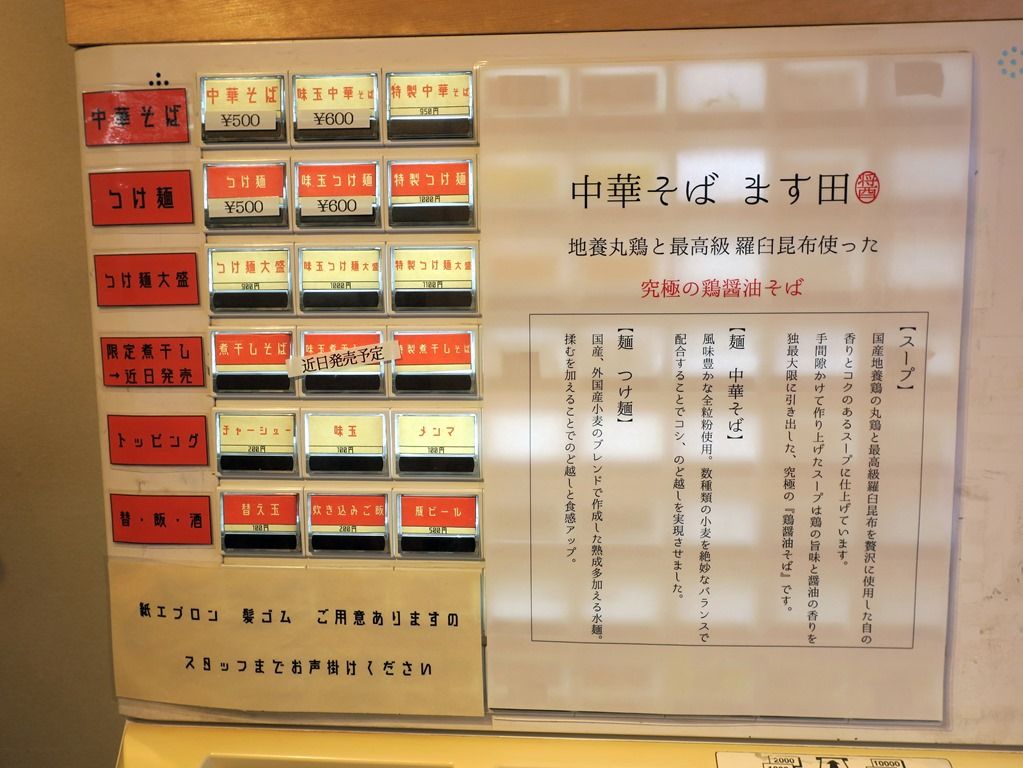 中華そば
中華そば
¥500
味玉中華そば
¥600
特製中華そば
950円
つけ麺
つけ麺
¥500
味玉つけ麺
¥600
特製つけ麺
1000円
つけ麺大盛
つけ麺大盛
900円
味玉つけ麺大盛
1000円
特製つけ麺大盛
1100円
限定煮干し
→近日発売
煮干しそば
近日発売予定
特製煮干しそば
トッピング
チャーシュー
200円
味玉
100円
メンマ
100円
替・飯・酒
替え玉
100円
炊き込みご飯
200円
瓶ビール
500円
紙エプロン 髪ゴム ご用意ありますの
スタッフまでお声掛けください
中華そば ます田
地養丸鶏と最高級 羅臼昆布使った
究極の鶏醤油そば
【スープ】
国産地養鶏の丸鶏と最高級羅臼昆布を贅沢に使用した自の
香りとコクのあるスープに仕上げています。
手間隙かけて作り上げたスープは鶏の旨味と醤油の香りを
独最大限に引き出した、究極の『鶏醤油そば』です。
【麺 中華そば】
風味豊かな全粒粉使用。数種類の小麦を絶妙なバランスで
配合することでコシ、のど越しを実現させました。
【麺 つけ麺】
国産、外国産小麦のブレンドで作成した熟成多加える水麺。
揉むを加えることでのど越しと食感アップ。
2000
10000